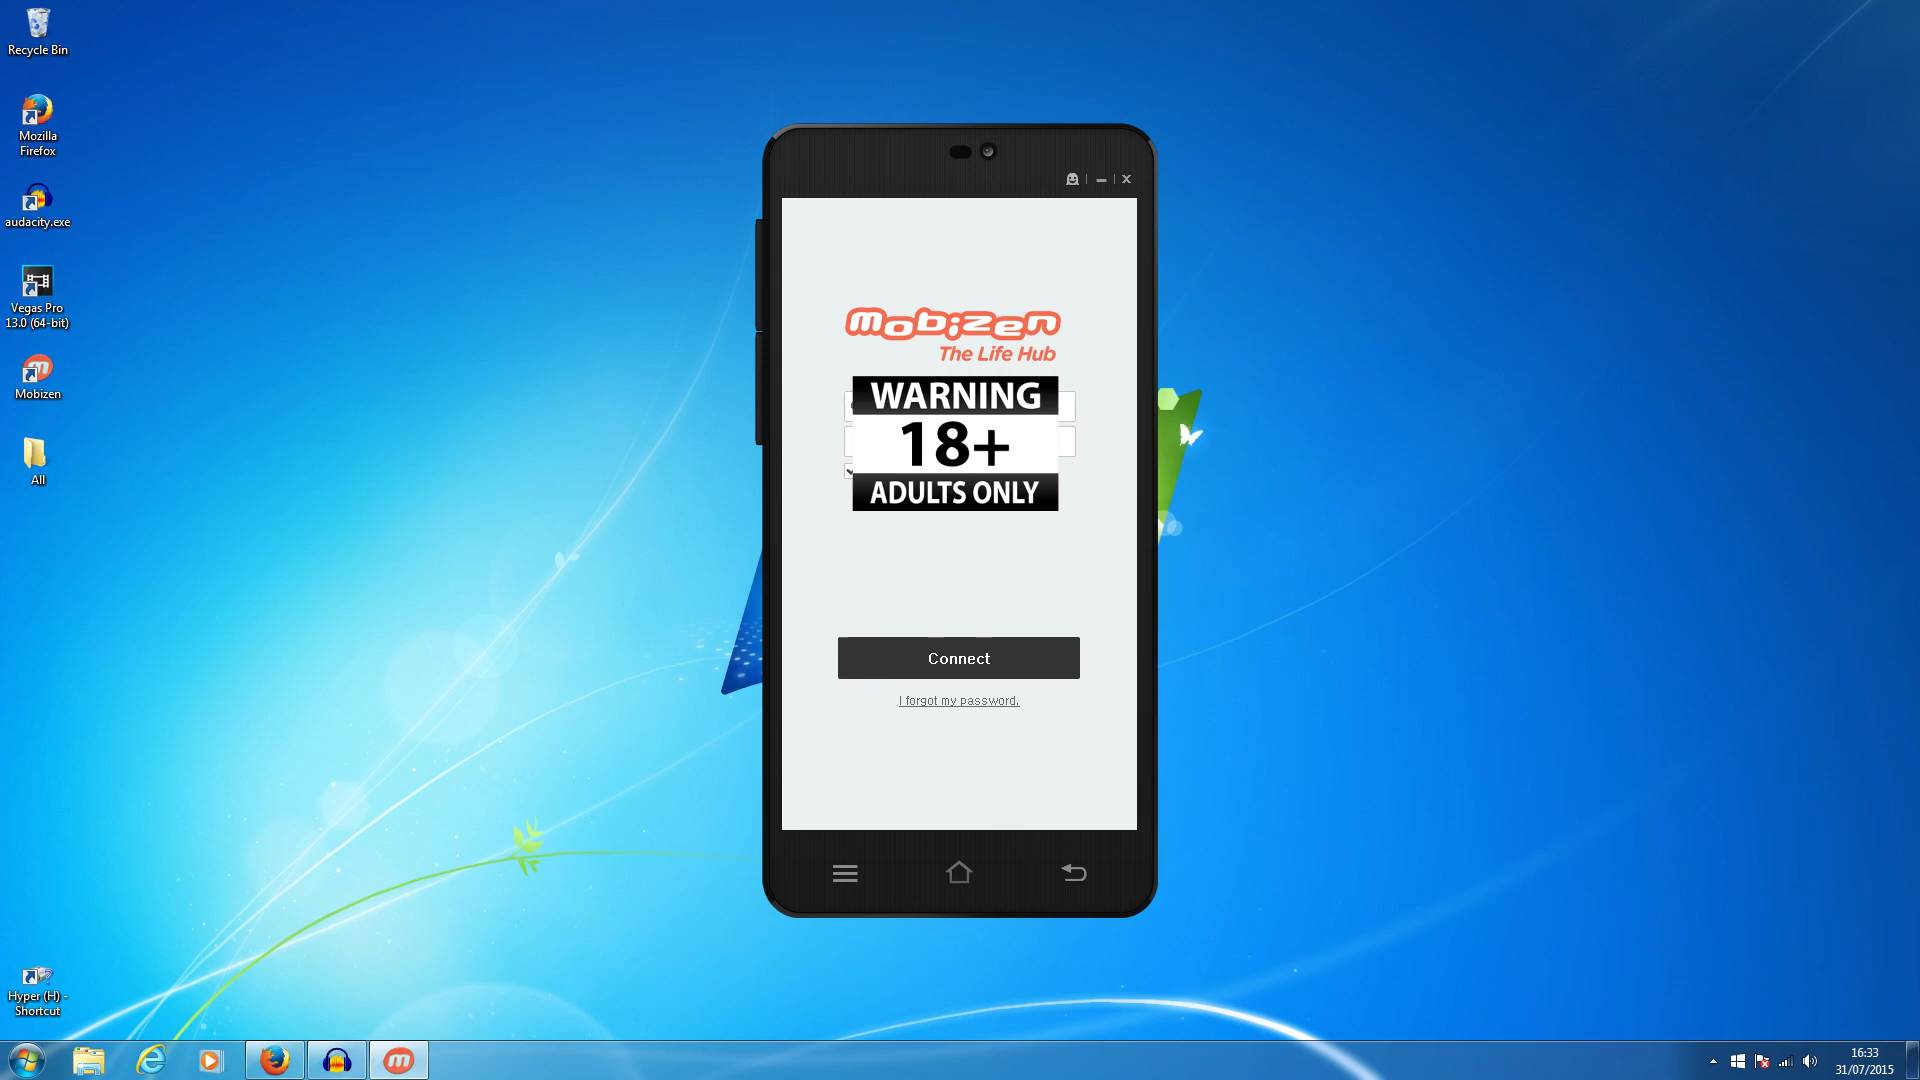 Recycle Bin
Mozilla
Firefox
audacity.exe
Vegas Pro
13.0 (64-bit)
Mobizen
All
Hyper (H) -
Shortcut
mobizen
The Life Hub
WARNING
18+
ADULTS ONLY
Connect
I forgot my password.
16:33
31/07/2015